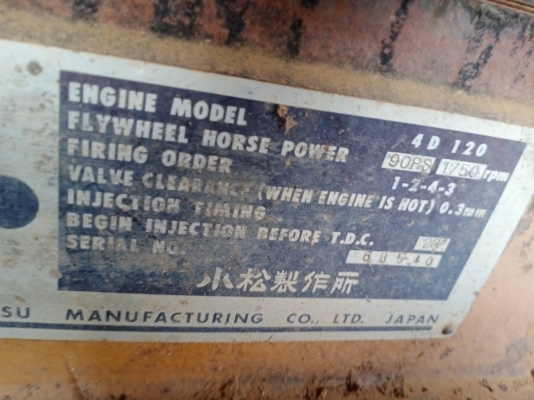 ENGINE MODEL 4D120
FLYWHEEL HORSE POWER 90PS 1750 rpm
FIRING ORDER 1-2-4-3
VALVE CLEARANCE (WHEN ENGINE IS HOT) 0.3mm
INJECTION TIMING
BEGIN INJECTION BEFORE T.D.C.
SERIAL NO.
小松製作所
SU MANUFACTURING CO., LTD. JAPAN